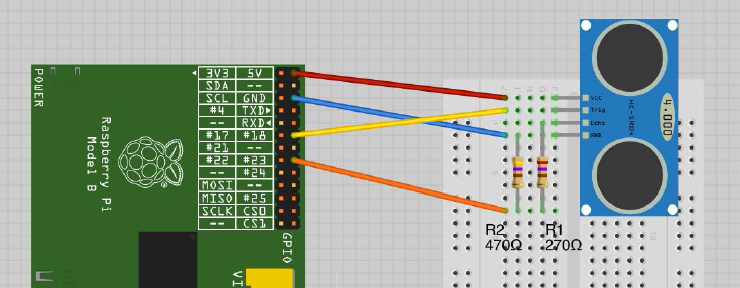 POWER
Raspberry Pi
Model B
3V3 5V
SDA --
SCL GND
#4 TXD
-- RXD
#17 #18
#21 --
#22 #23
-- #24
MOSI --
MISO #25
SCLK CS0
-- CS1
GPIO
Vcc
Trig
Echo
GND
HC-SR04
4.000
R2
470Ω
R1
270Ω